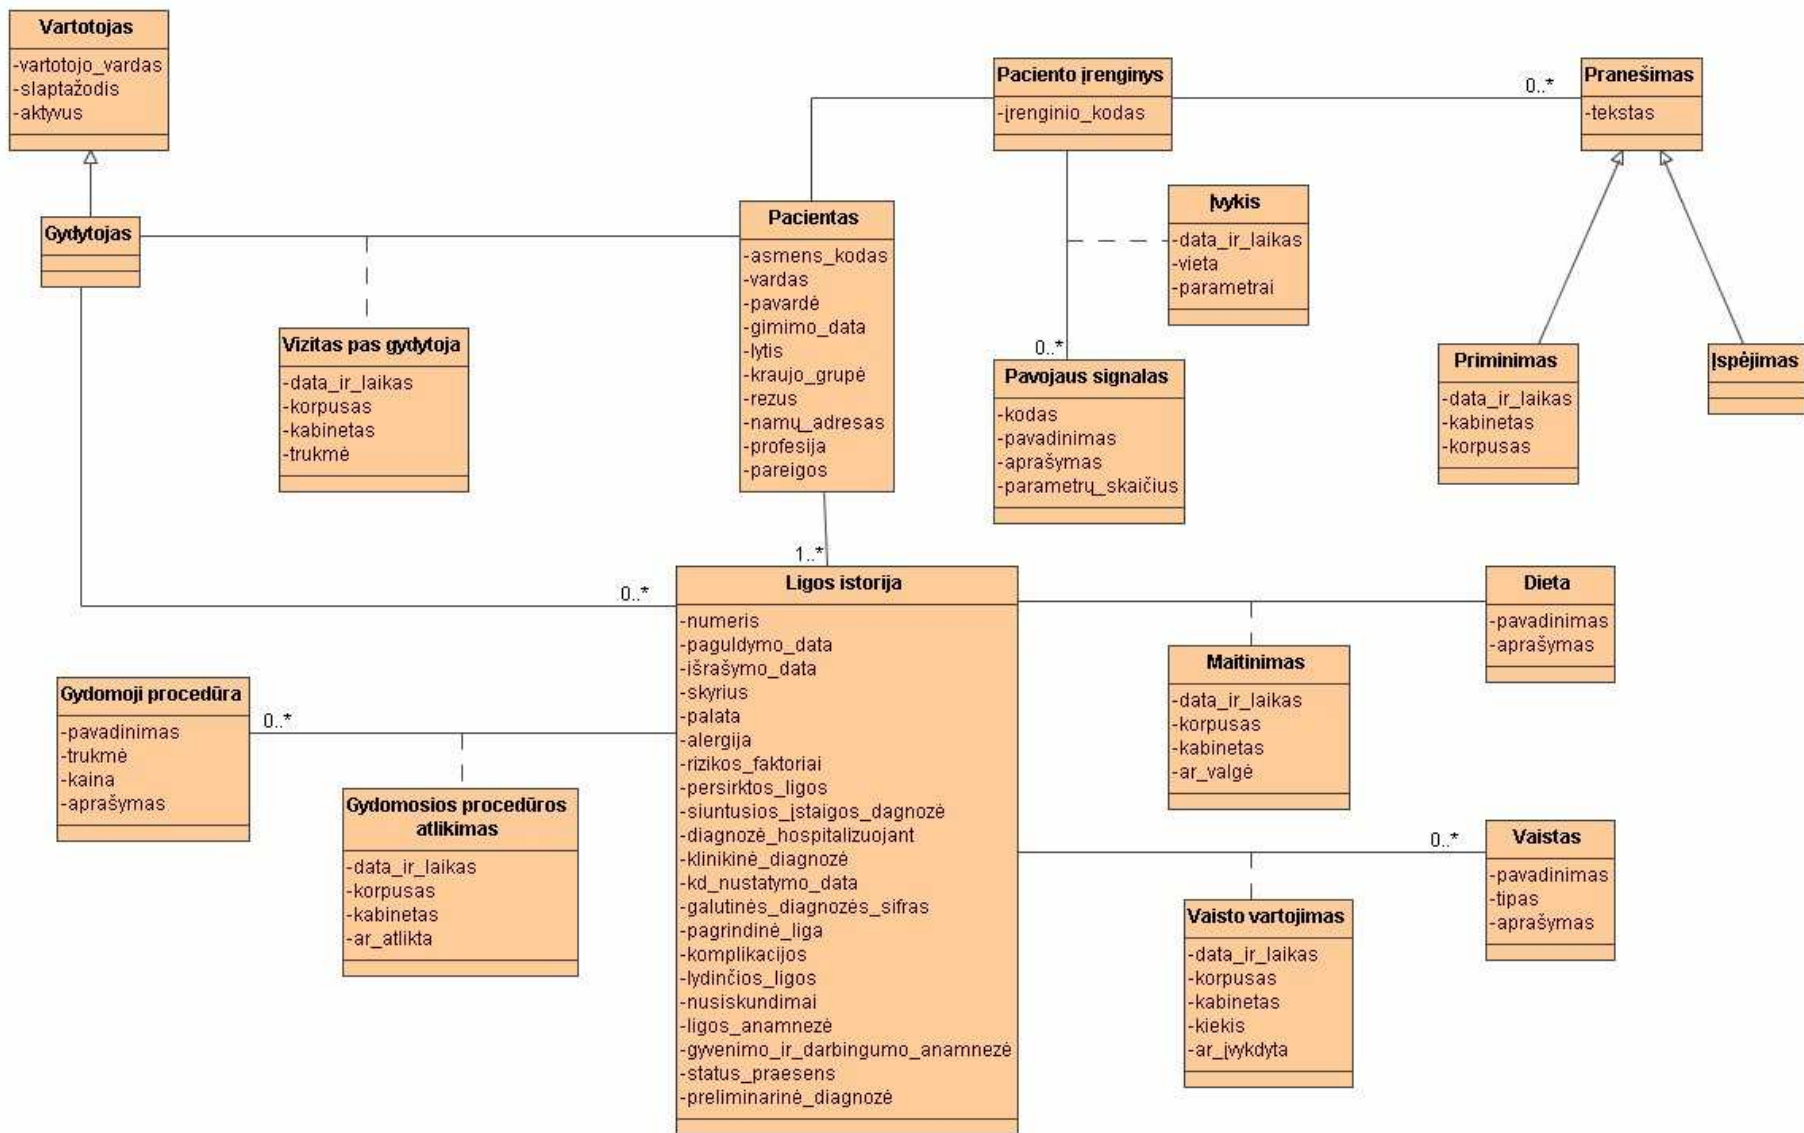 Vartotojas
-vartotojo_vardas
-slaptažodis
-aktyvus
Gydytojas
Vizitas pas gydytoja
-data_ir_laikas
-korpusas
-kabinetas
-trukmė
Pacientas
-asmens_kodas
-vardas
-pavardė
-gimimo_data
-lytis
-kraujo_grupė
-rezus
-namų_adresas
-profesija
-pareigos
Paciento įrenginys
-įrenginio_kodas
0..*
Pranešimas
-tekstas
Įvykis
-data_ir_laikas
-vieta
-parametrai
0..*
Pavojaus signalas
-kodas
-pavadinimas
-aprašymas
-parametrų_skaičius
Priminimas
-data_ir_laikas
-kabinetas
-korpusas
Įspėjimas
1..*
0..*
Ligos istorija
-numeris
-paguldymo_data
-išrašymo_data
-skyrius
-palata
-alergija
-rizikos_faktoriai
-persirktos_ligos
-siuntusios_įstaigos_dagnozė
-diagnozė_hospitalizuojant
-klinikinė_diagnozė
-kd_nustatymo_data
-galutinės_diagnozės_sifras
-pagrindinė_liga
-komplikacijos
-lydinčios_ligos
-nusiskundimai
-ligos_anamnezė
-gyvenimo_ir_darbingumo_anamnezė
-status_praesens
-preliminarinė_diagnozė
Gydomoji procedūra
-pavadinimas
-trukmė
-kaina
-aprašymas
0..*
Gydomosios procedūros
atlikimas
-data_ir_laikas
-korpusas
-kabinetas
-ar_atlikta
Dieta
-pavadinimas
-aprašymas
Maitinimas
-data_ir_laikas
-korpusas
-kabinetas
-ar_valgė
0..*
Vaistas
-pavadinimas
-tipas
-aprašymas
Vaisto vartojimas
-data_ir_laikas
-korpusas
-kabinetas
-kiekis
-ar_įvykdyta